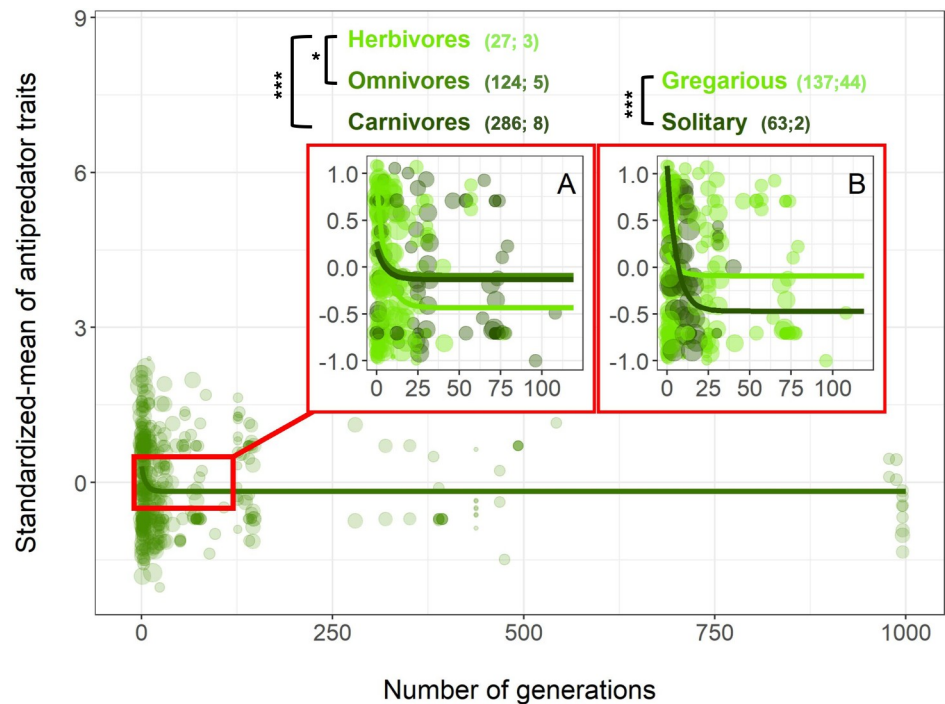 9
6
3
0
Standardized-mean of antipredator traits
Herbivores (27; 3)
Omnivores (124; 5)
Carnivores (286; 8)
*
***
Gregarious (137;44)
Solitary (63;2)
***
A
1.0
0.5
0.0
-0.5
-1.0
0 25 50 75 100
B
1.0
0.5
0.0
-0.5
-1.0
0 25 50 75 100
0 250 500 750 1000
Number of generations